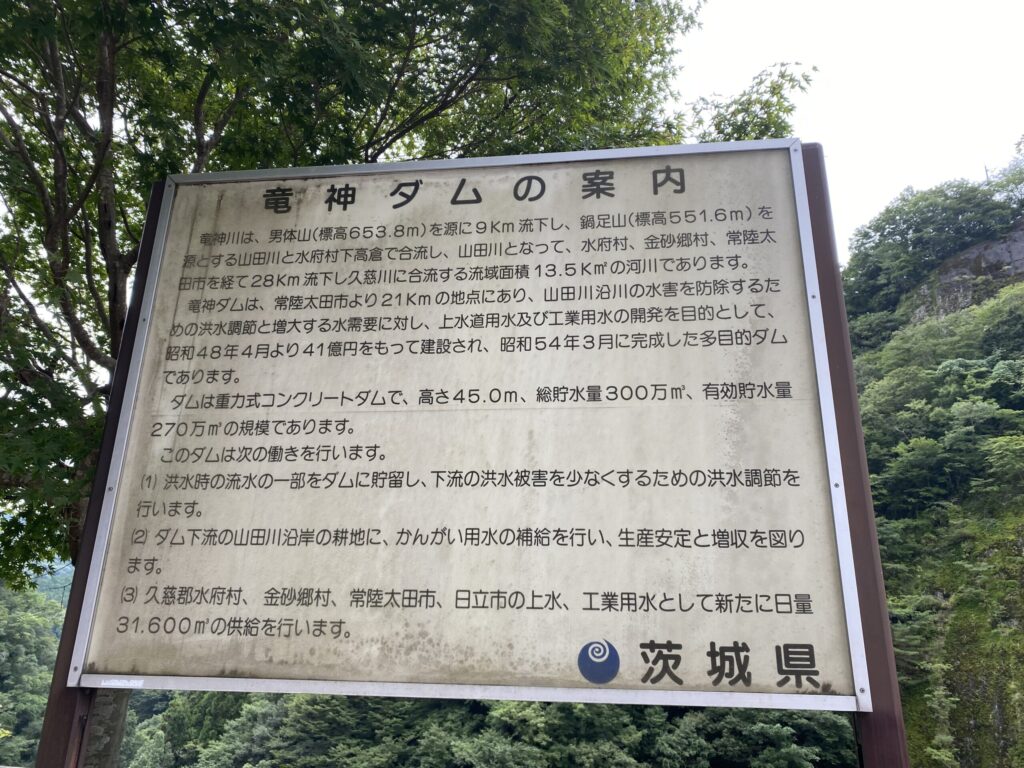 竜神ダムの案内
竜神川は、男体山(標高653.8m)を源に9Km流下し、鍋足山(標高551.6m)を
源とする山田川と水府村下高倉で合流し、山田川となって、水府村、金砂郷村、常陸太
田市を経て28Km流下し久慈川に合流する流域面積13.5K㎡の河川であります。
竜神ダムは、常陸太田市より21Kmの地点にあり、山田川沿川の水害を防除するた
めの洪水調節と増大する水需要に対し、上水道用水及び工業用水の開発を目的として、
昭和48年4月より41億円をもって建設され、昭和54年3月に完成した多目的ダム
であります。
ダムは重力式コンクリートダムで、高さ45.0m、総貯水量300万㎥、有効貯水量
270万㎥の規模であります。
このダムは次の働きを行います。
(1) 洪水時の流水の一部をダムに貯留し、下流の洪水被害を少なくするための洪水調節を
行います。
(2) ダム下流の山田川沿岸の耕地に、かんがい用水の補給を行い、生産安定と増収を図り
ます。
(3) 久慈郡水府村、金砂郷村、常陸太田市、日立市の上水、工業用水として新たに日量
31.600㎥の供給を行います。
茨城県